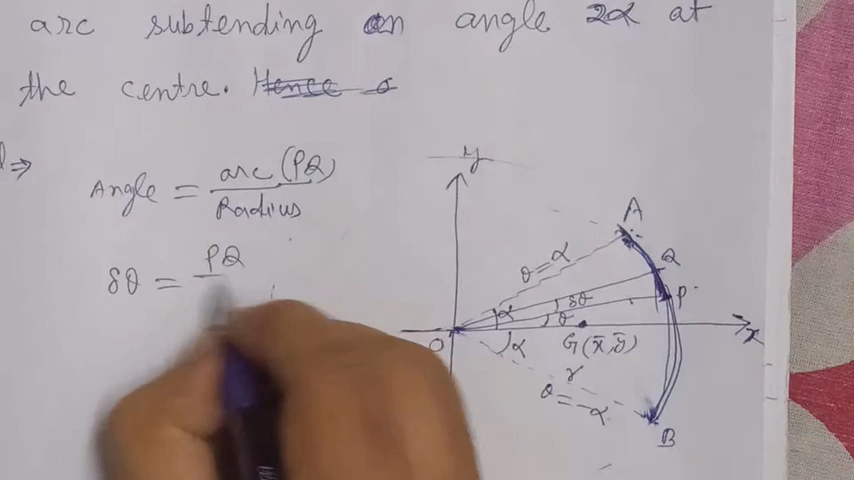 arc subtending an angle 2α at
the centre. Hence
⇒ Angle = arc (PQ) / Radius
δθ = PQ
y
A
θ = α
Q
δθ
P
α
θ
O
α
G(x̄, ȳ)
x
r
θ = -α
B